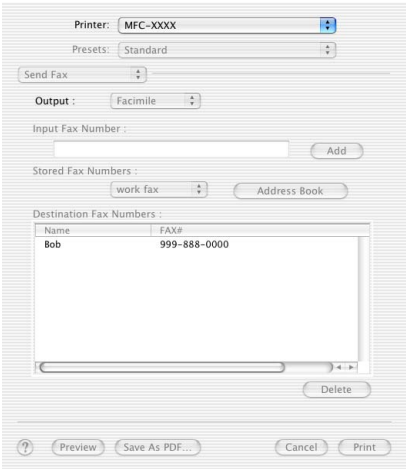 Printer: MFC-XXXX
Presets: Standard
Send Fax
Output : Facimile
Input Fax Number :
Add
Stored Fax Numbers :
work fax Address Book
Destination Fax Numbers :
Name FAX#
Bob 999-888-0000
Delete
? Preview Save As PDF... Cancel Print